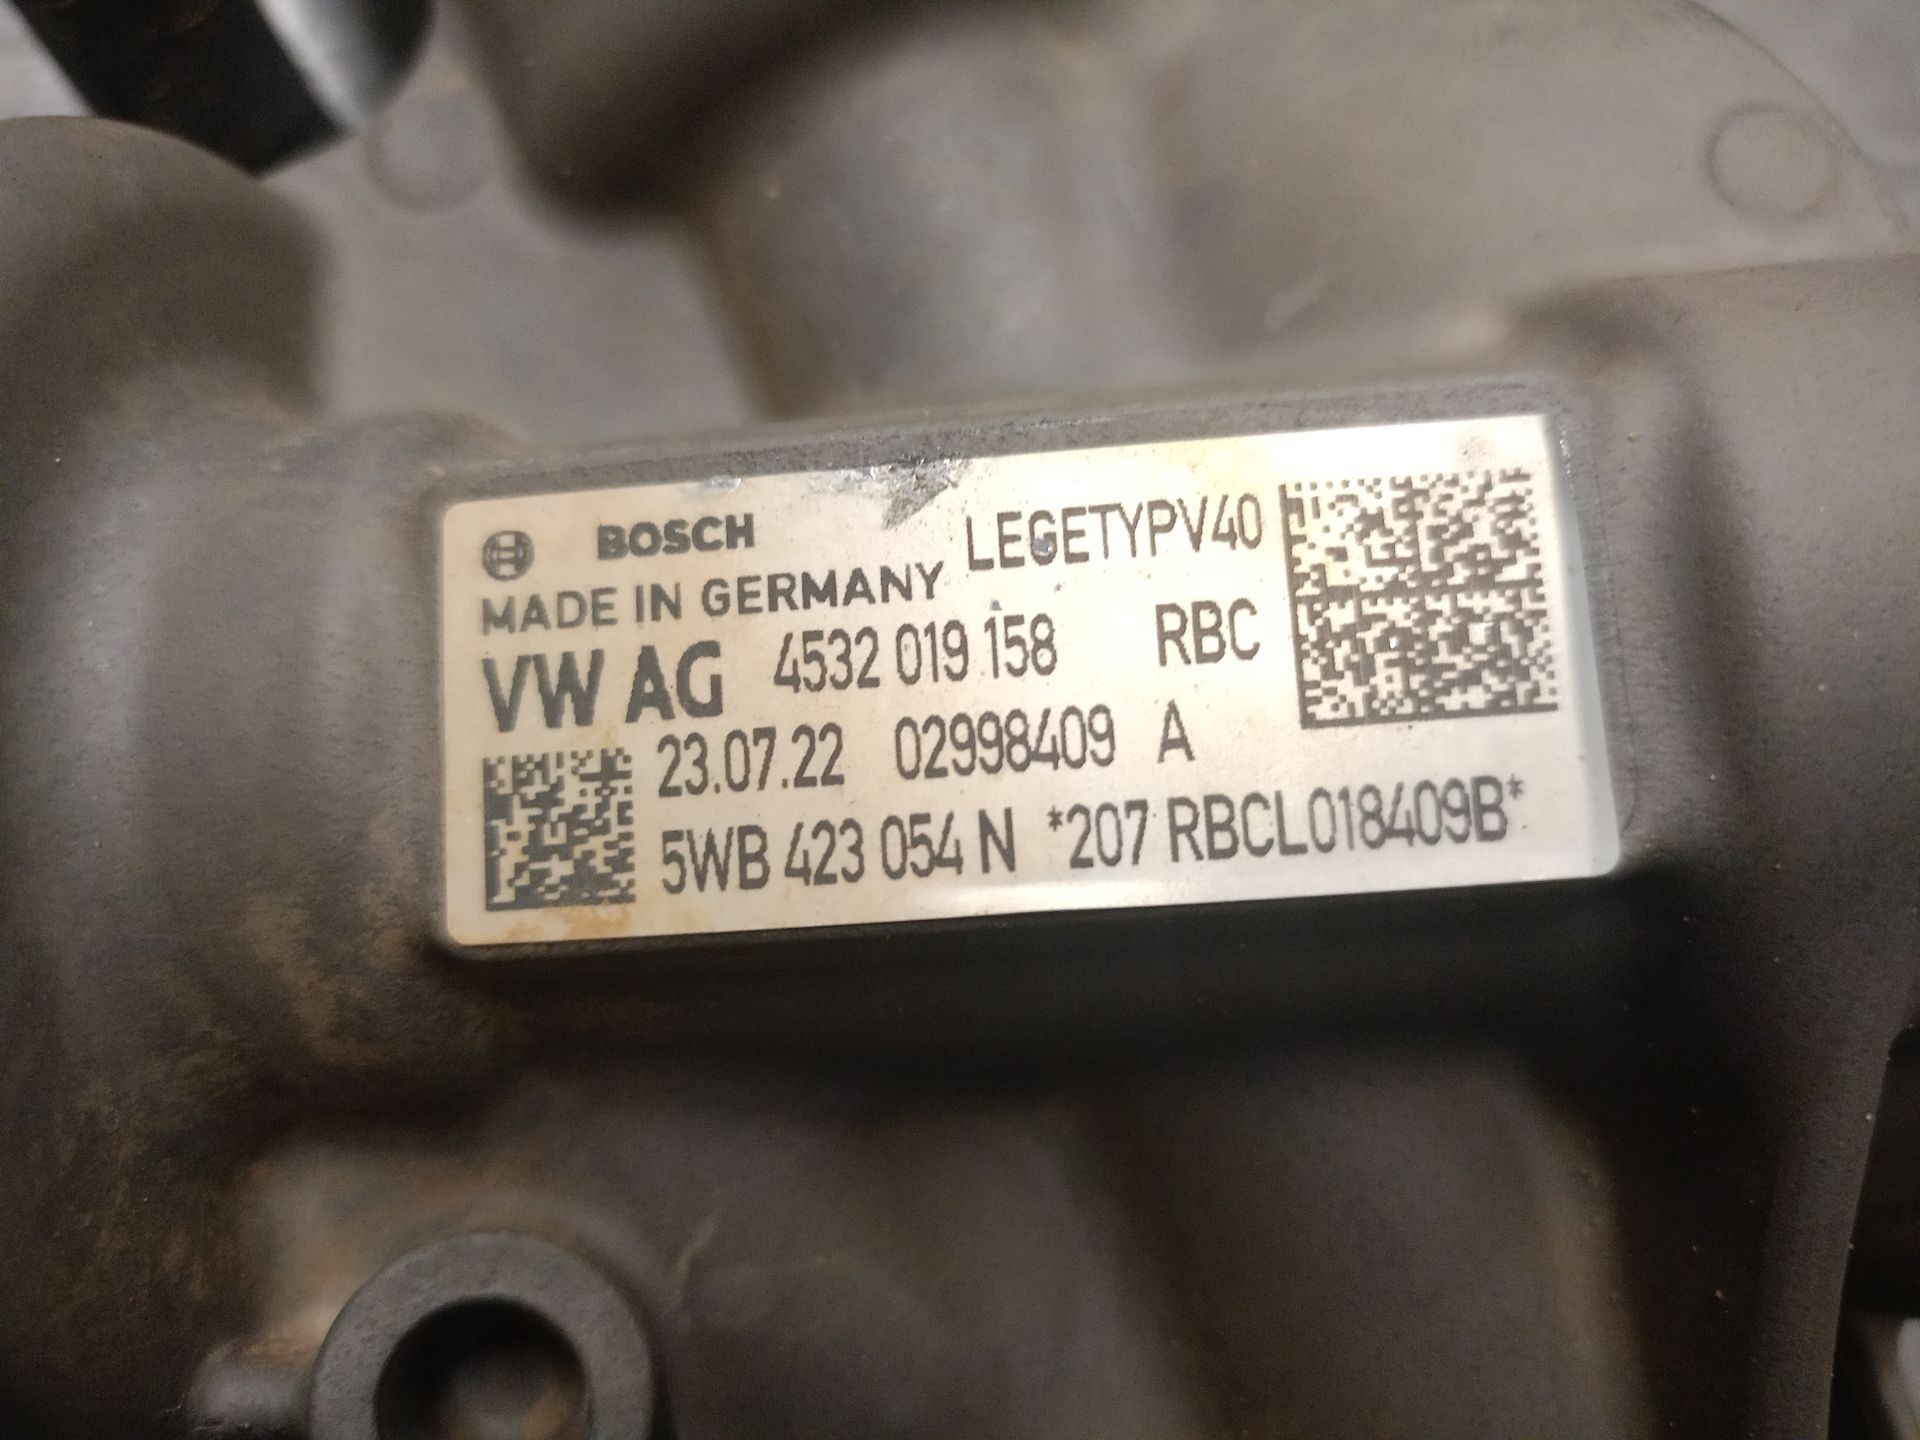 BOSCH LEGETYPV40
MADE IN GERMANY
VW AG 4532 019 158 RBC
23.07.22 02998409 A
5WB 423 054 N *207 RBCL018409B*